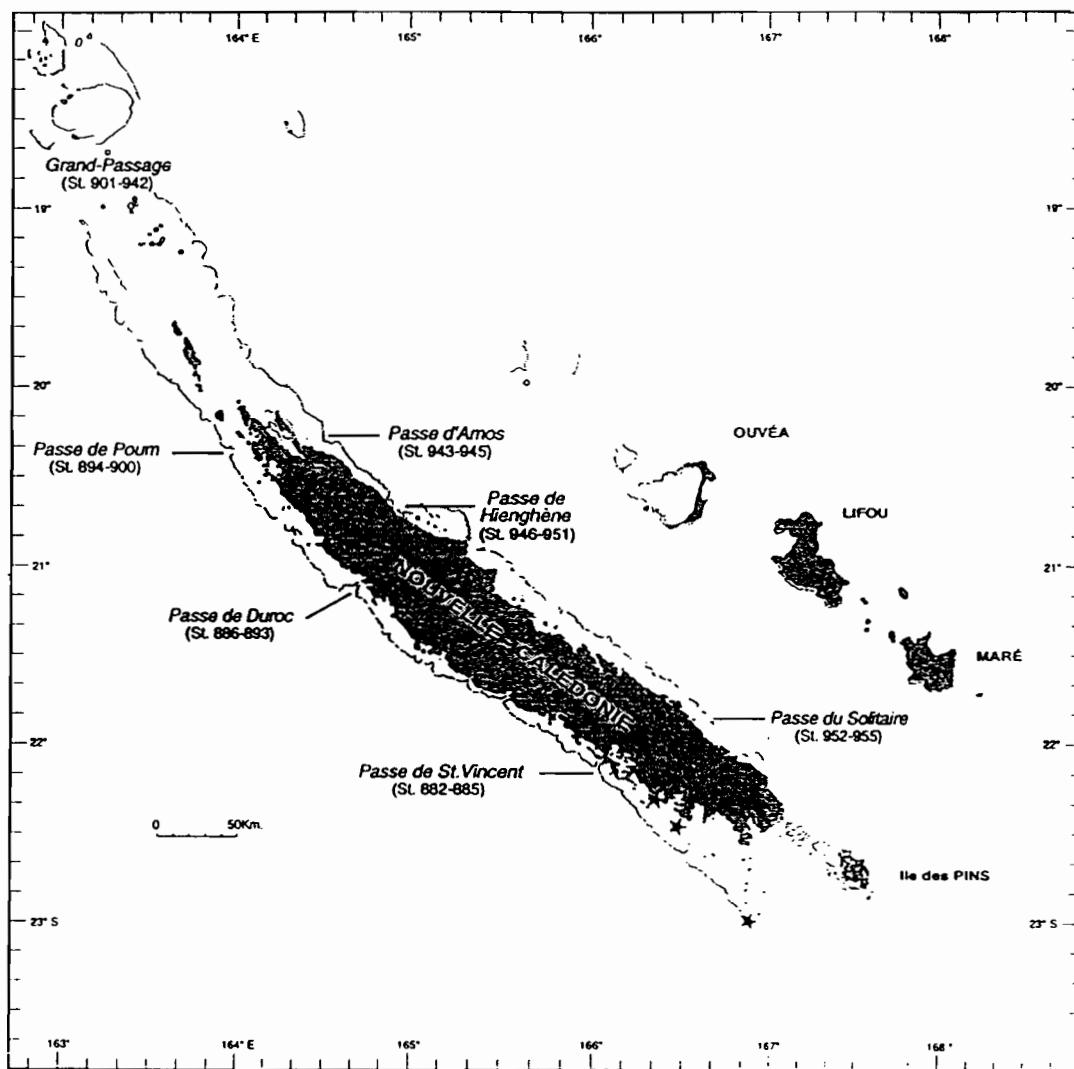 164° E
165°
166°
167°
168°
Grand-Passage
(St. 901-942)
19°
19°
20°
20°
Passe d'Amos
(St. 943-945)
OUVÉA
Passe de Poum
(St. 894-900)
Passe de
Hienghène
(St. 946-951)
LIFOU
21°
21°
NOUVELLE - CALÉDONIE
Passe de Duroc
(St. 886-893)
MARÉ
Passe du Solitaire
(St. 952-955)
22°
22°
Passe de St.Vincent
(St. 882-885)
0 50Km.
Ile des PINS
23° S
23° S
163°
164° E
165°
166°
167°
168°